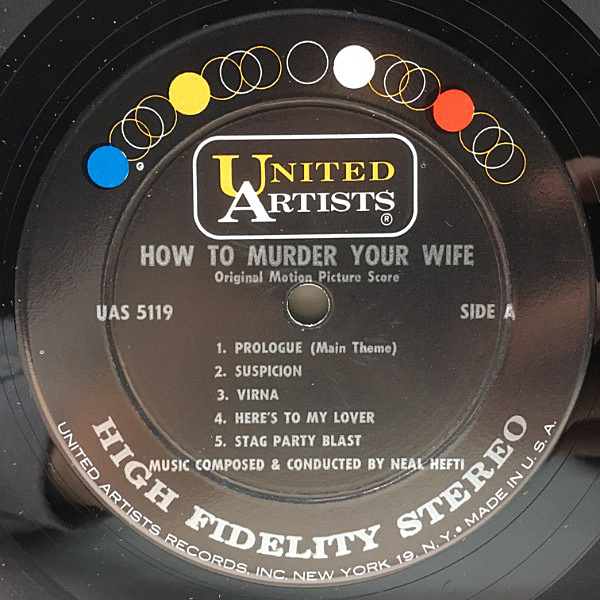 UNITED
ARTISTS
®
HOW TO MURDER YOUR WIFE
Original Motion Picture Score
UAS 5119
SIDE A
1. PROLOGUE (Main Theme)
2. SUSPICION
3. VIRNA
4. HERE'S TO MY LOVER
5. STAG PARTY BLAST
MUSIC COMPOSED & CONDUCTED BY NEAL HEFTI
HIGH FIDELITY STEREO
UNITED ARTISTS RECORDS, INC. NEW YORK 19, N.Y. • MADE IN U.S.A.